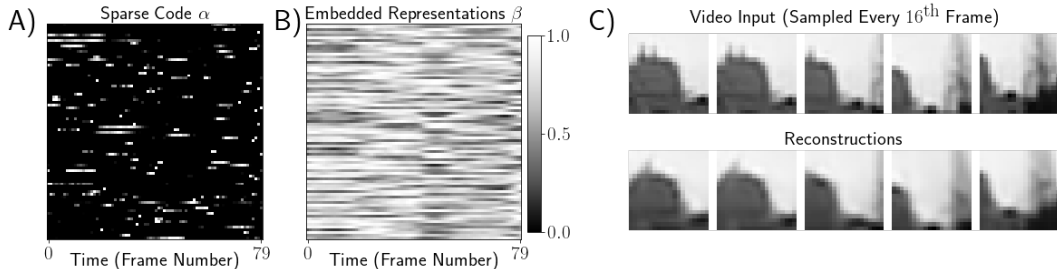 A)
Sparse Code α
0
79
Time (Frame Number)
B)
Embedded Representations β
1.0
0.5
0.0
0
79
Time (Frame Number)
C)
Video Input (Sampled Every 16th Frame)
Reconstructions